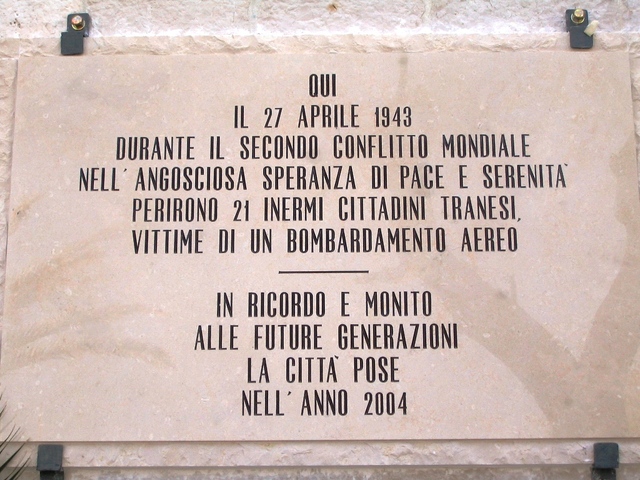 QUI
IL 27 APRILE 1943
DURANTE IL SECONDO CONFLITTO MONDIALE
NELL' ANGOSCIOSA SPERANZA DI PACE E SERENITA'
PERIRONO 21 INERMI CITTADINI TRANESI,
VITTIME DI UN BOMBARDAMENTO AEREO
IN RICORDO E MONITO
ALLE FUTURE GENERAZIONI
LA CITTA' POSE
NELL' ANNO 2004